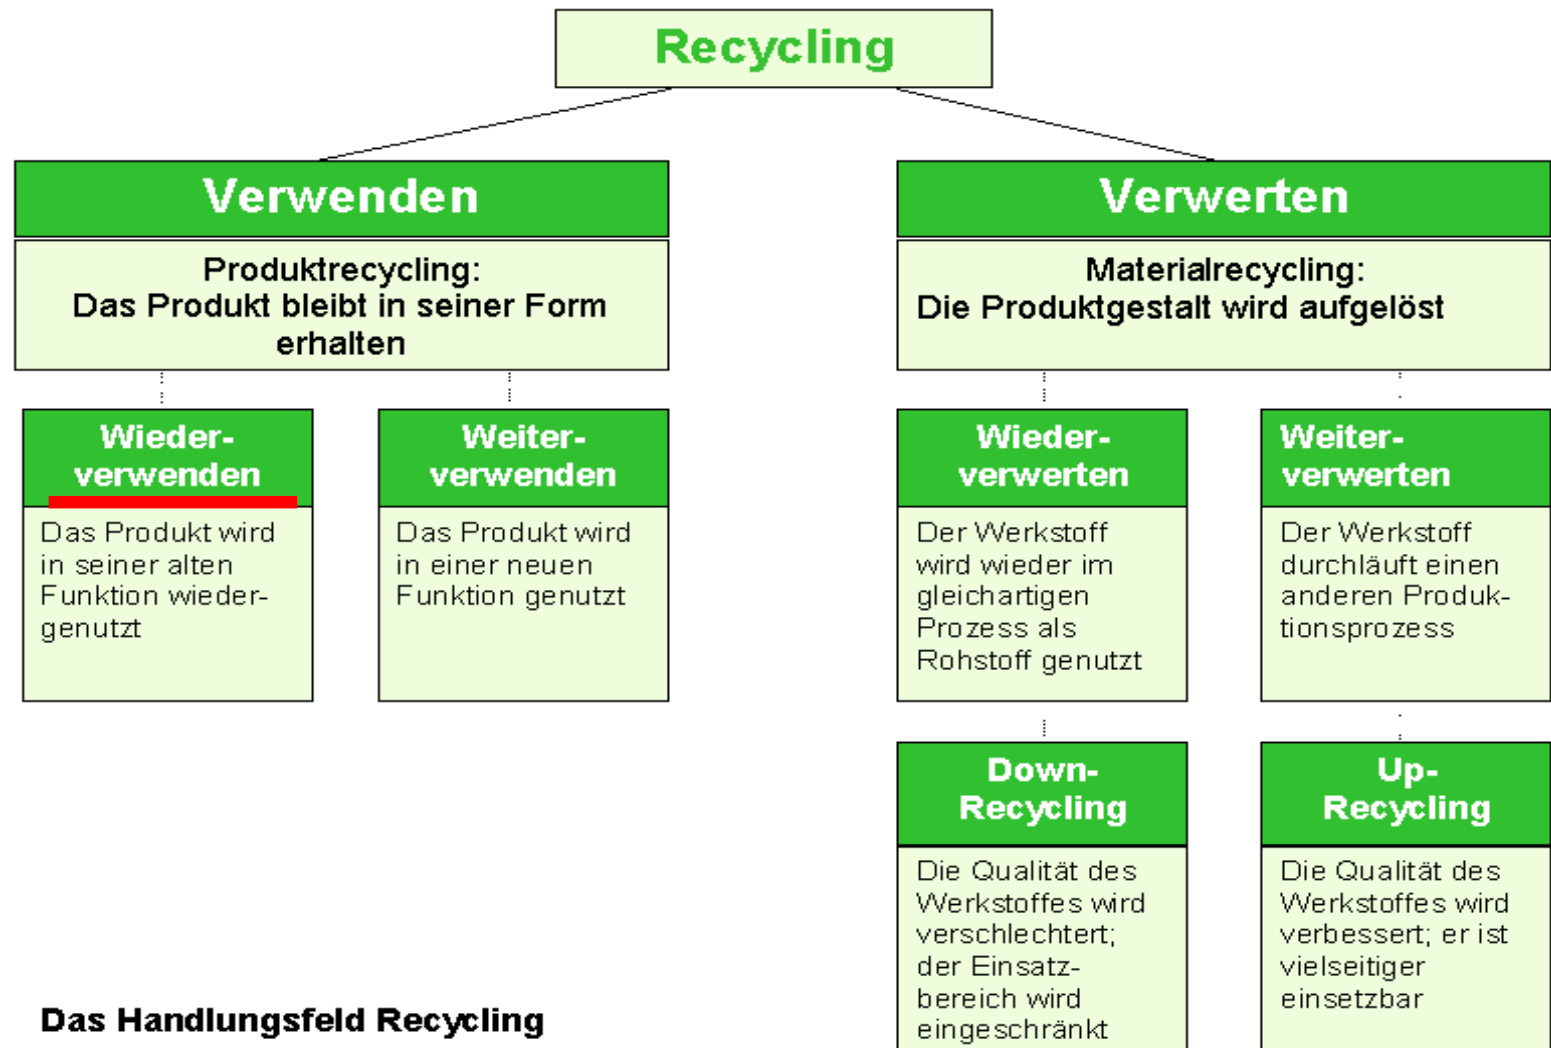 Recycling
Verwenden
Produktrecycling:
Das Produkt bleibt in seiner Form
erhalten
Wieder-
verwenden
Das Produkt wird
in seiner alten
Funktion wieder-
genutzt
Weiter-
verwenden
Das Produkt wird
in einer neuen
Funktion genutzt
Verwerten
Materialrecycling:
Die Produktgestalt wird aufgelöst
Wieder-
verwerten
Der Werkstoff
wird wieder im
gleichartigen
Prozess als
Rohstoff genutzt
Weiter-
verwerten
Der Werkstoff
durchläuft einen
anderen Produk-
tionsprozess
Down-
Recycling
Die Qualität des
Werkstoffes wird
verschlechtert;
der Einsatz-
bereich wird
eingeschränkt
Up-
Recycling
Die Qualität des
Werkstoffes wird
verbessert; er ist
vielseitiger
einsetzbar
Das Handlungsfeld Recycling